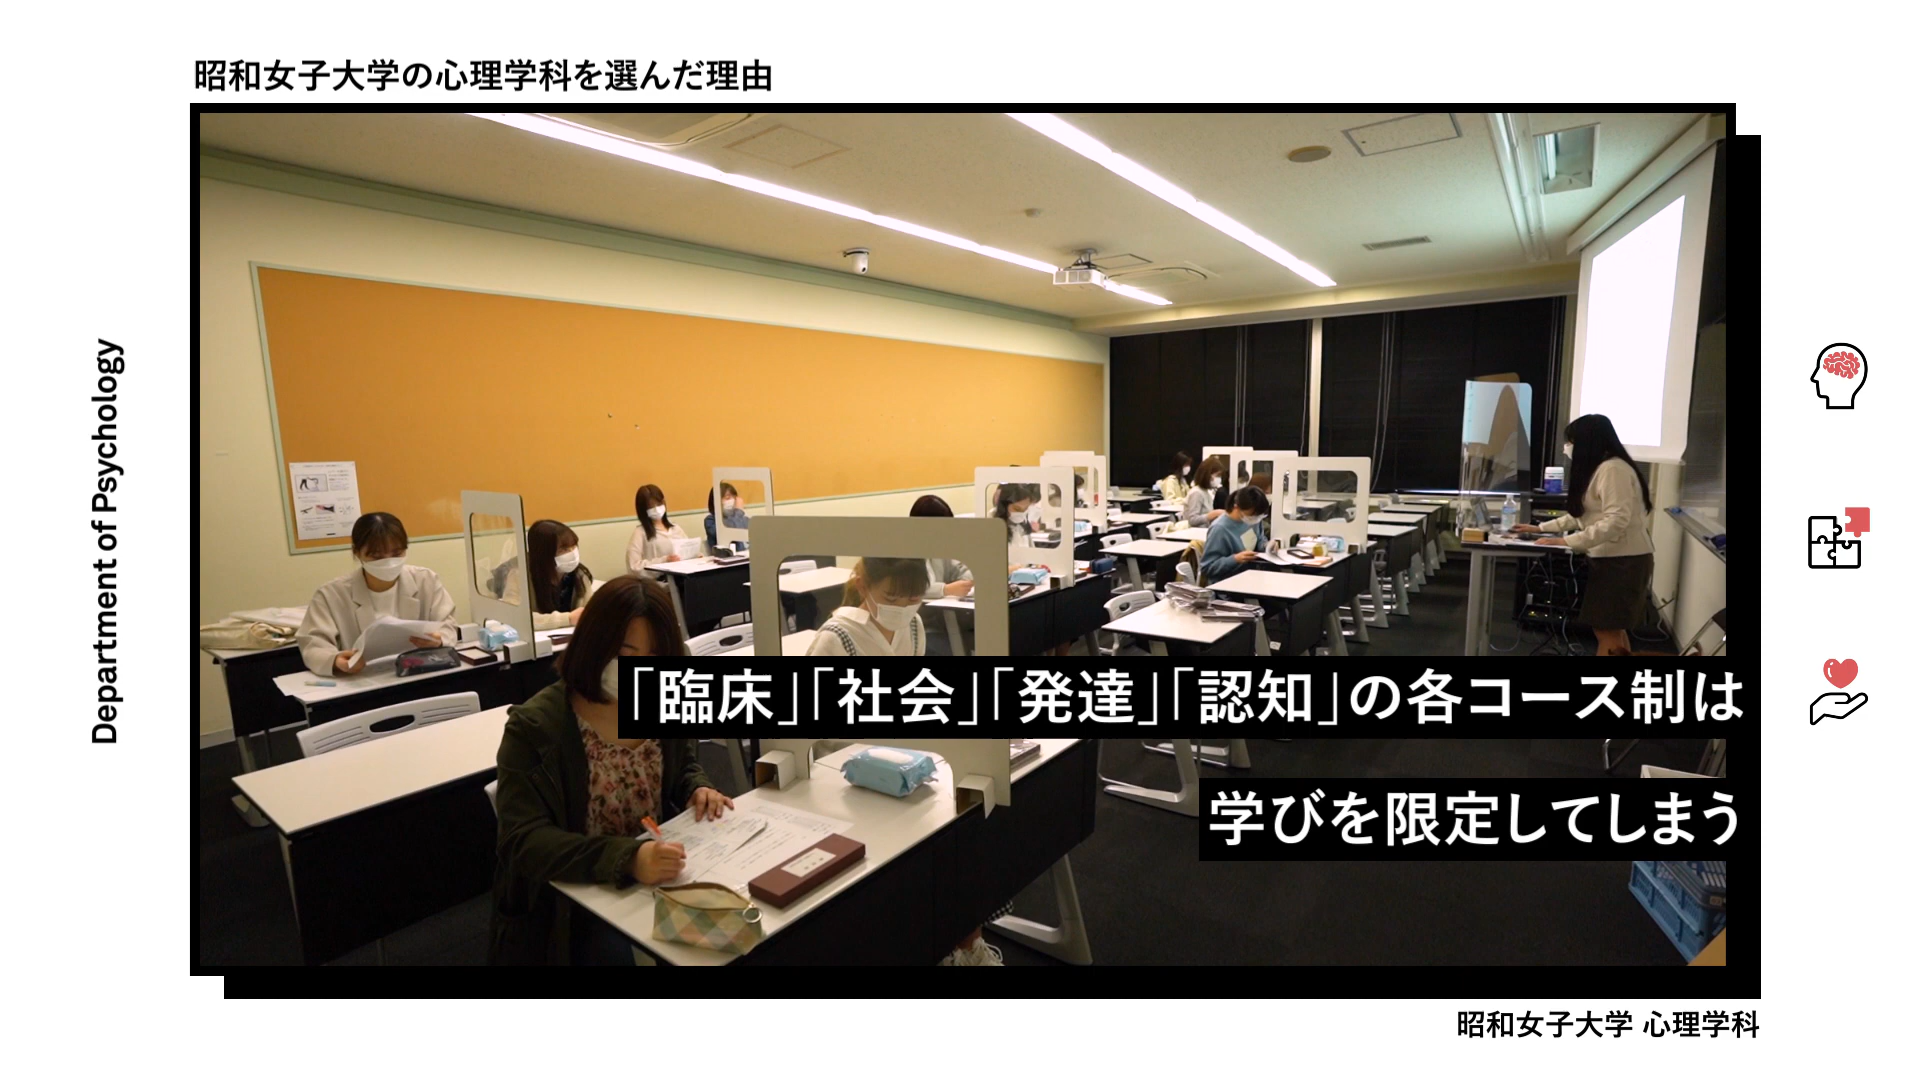 昭和女子大学の心理学科を選んだ理由
Department of Psychology
「臨床」「社会」「発達」「認知」の各コース制は
学びを限定してしまう
昭和女子大学 心理学科